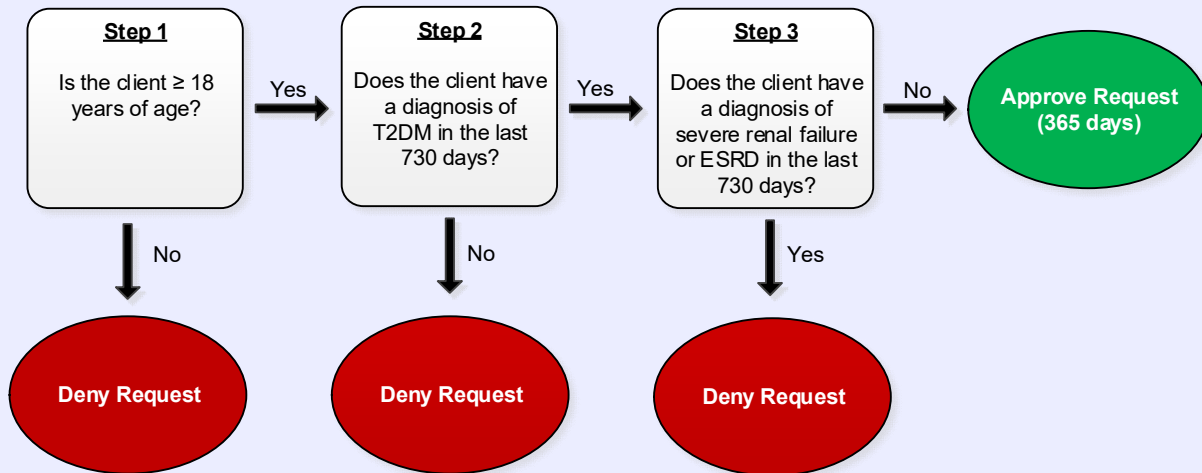 Step 1
Is the client ≥ 18
years of age?
Yes
Step 2
Does the client have
a diagnosis of
T2DM in the last
730 days?
Yes
Step 3
Does the client have
a diagnosis of
severe renal failure
or ESRD in the last
730 days?
No
Approve Request
(365 days)
No
No
Yes
Deny Request
Deny Request
Deny Request